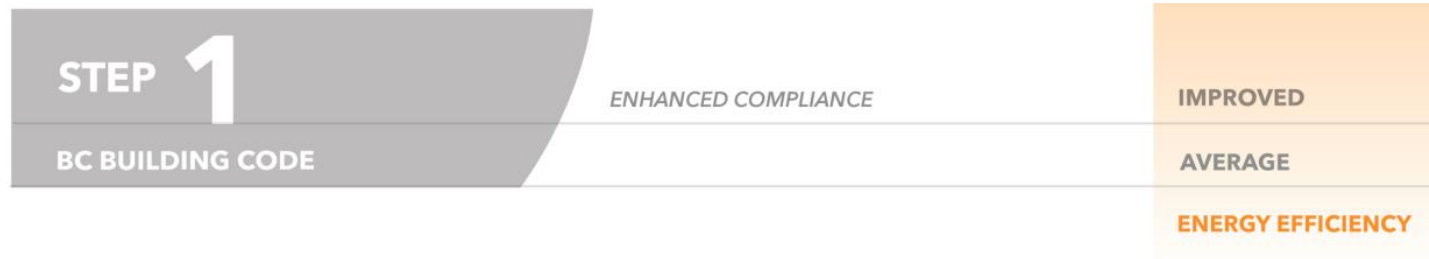 STEP 1
ENHANCED COMPLIANCE
IMPROVED
BC BUILDING CODE
AVERAGE
ENERGY EFFICIENCY